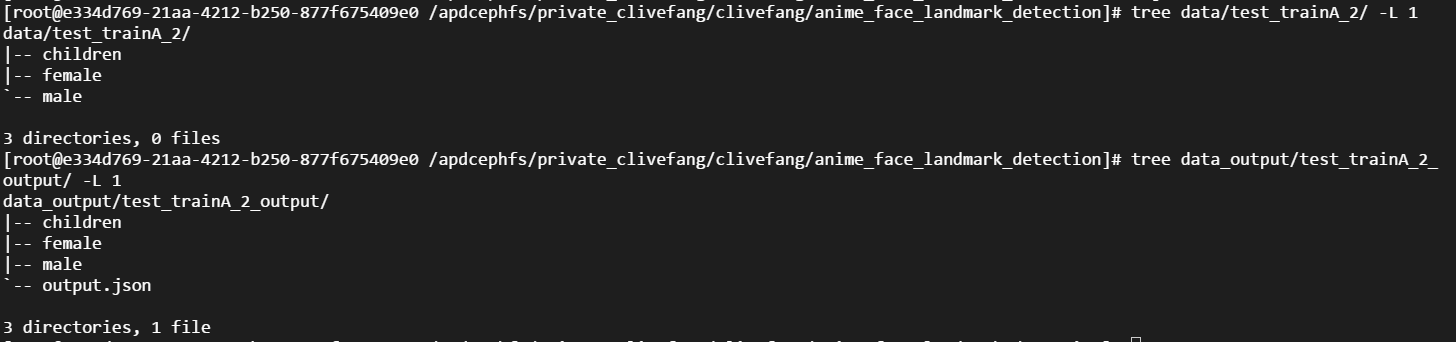 [root@e334d769-21aa-4212-b250-877f675409e0 /apdcephfs/private_clivefang/clivefang/anime_face_landmark_detection]# tree data/test_trainA_2/ -L 1
data/test_trainA_2/
|-- children
|-- female
`-- male
3 directories, 0 files
[root@e334d769-21aa-4212-b250-877f675409e0 /apdcephfs/private_clivefang/clivefang/anime_face_landmark_detection]# tree data_output/test_trainA_2_
output/ -L 1
data_output/test_trainA_2_output/
|-- children
|-- female
|-- male
`-- output.json
3 directories, 1 file